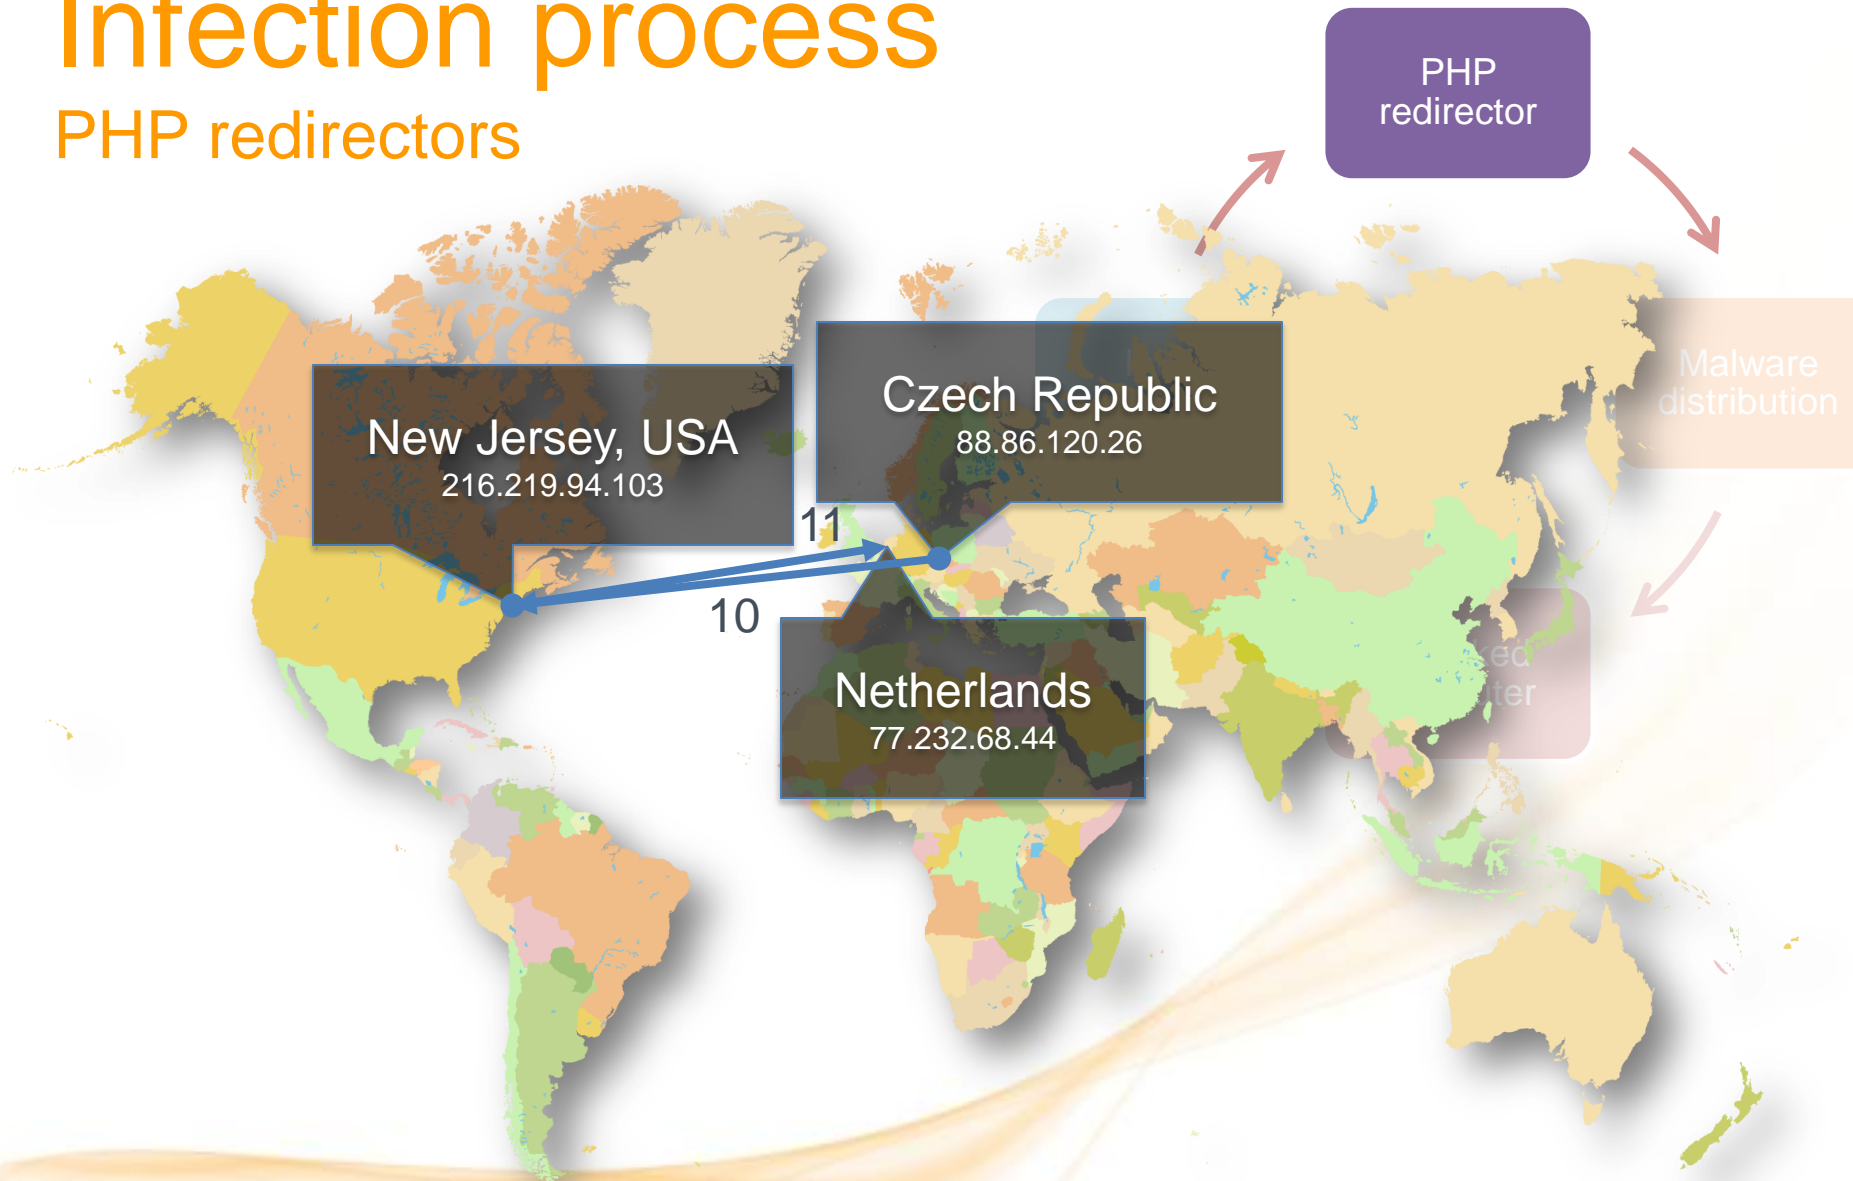 Infection process
PHP redirectors
PHP
redirector
Malware
distribution
Czech Republic
88.86.120.26
New Jersey, USA
216.219.94.103
11
10
Netherlands
77.232.68.44